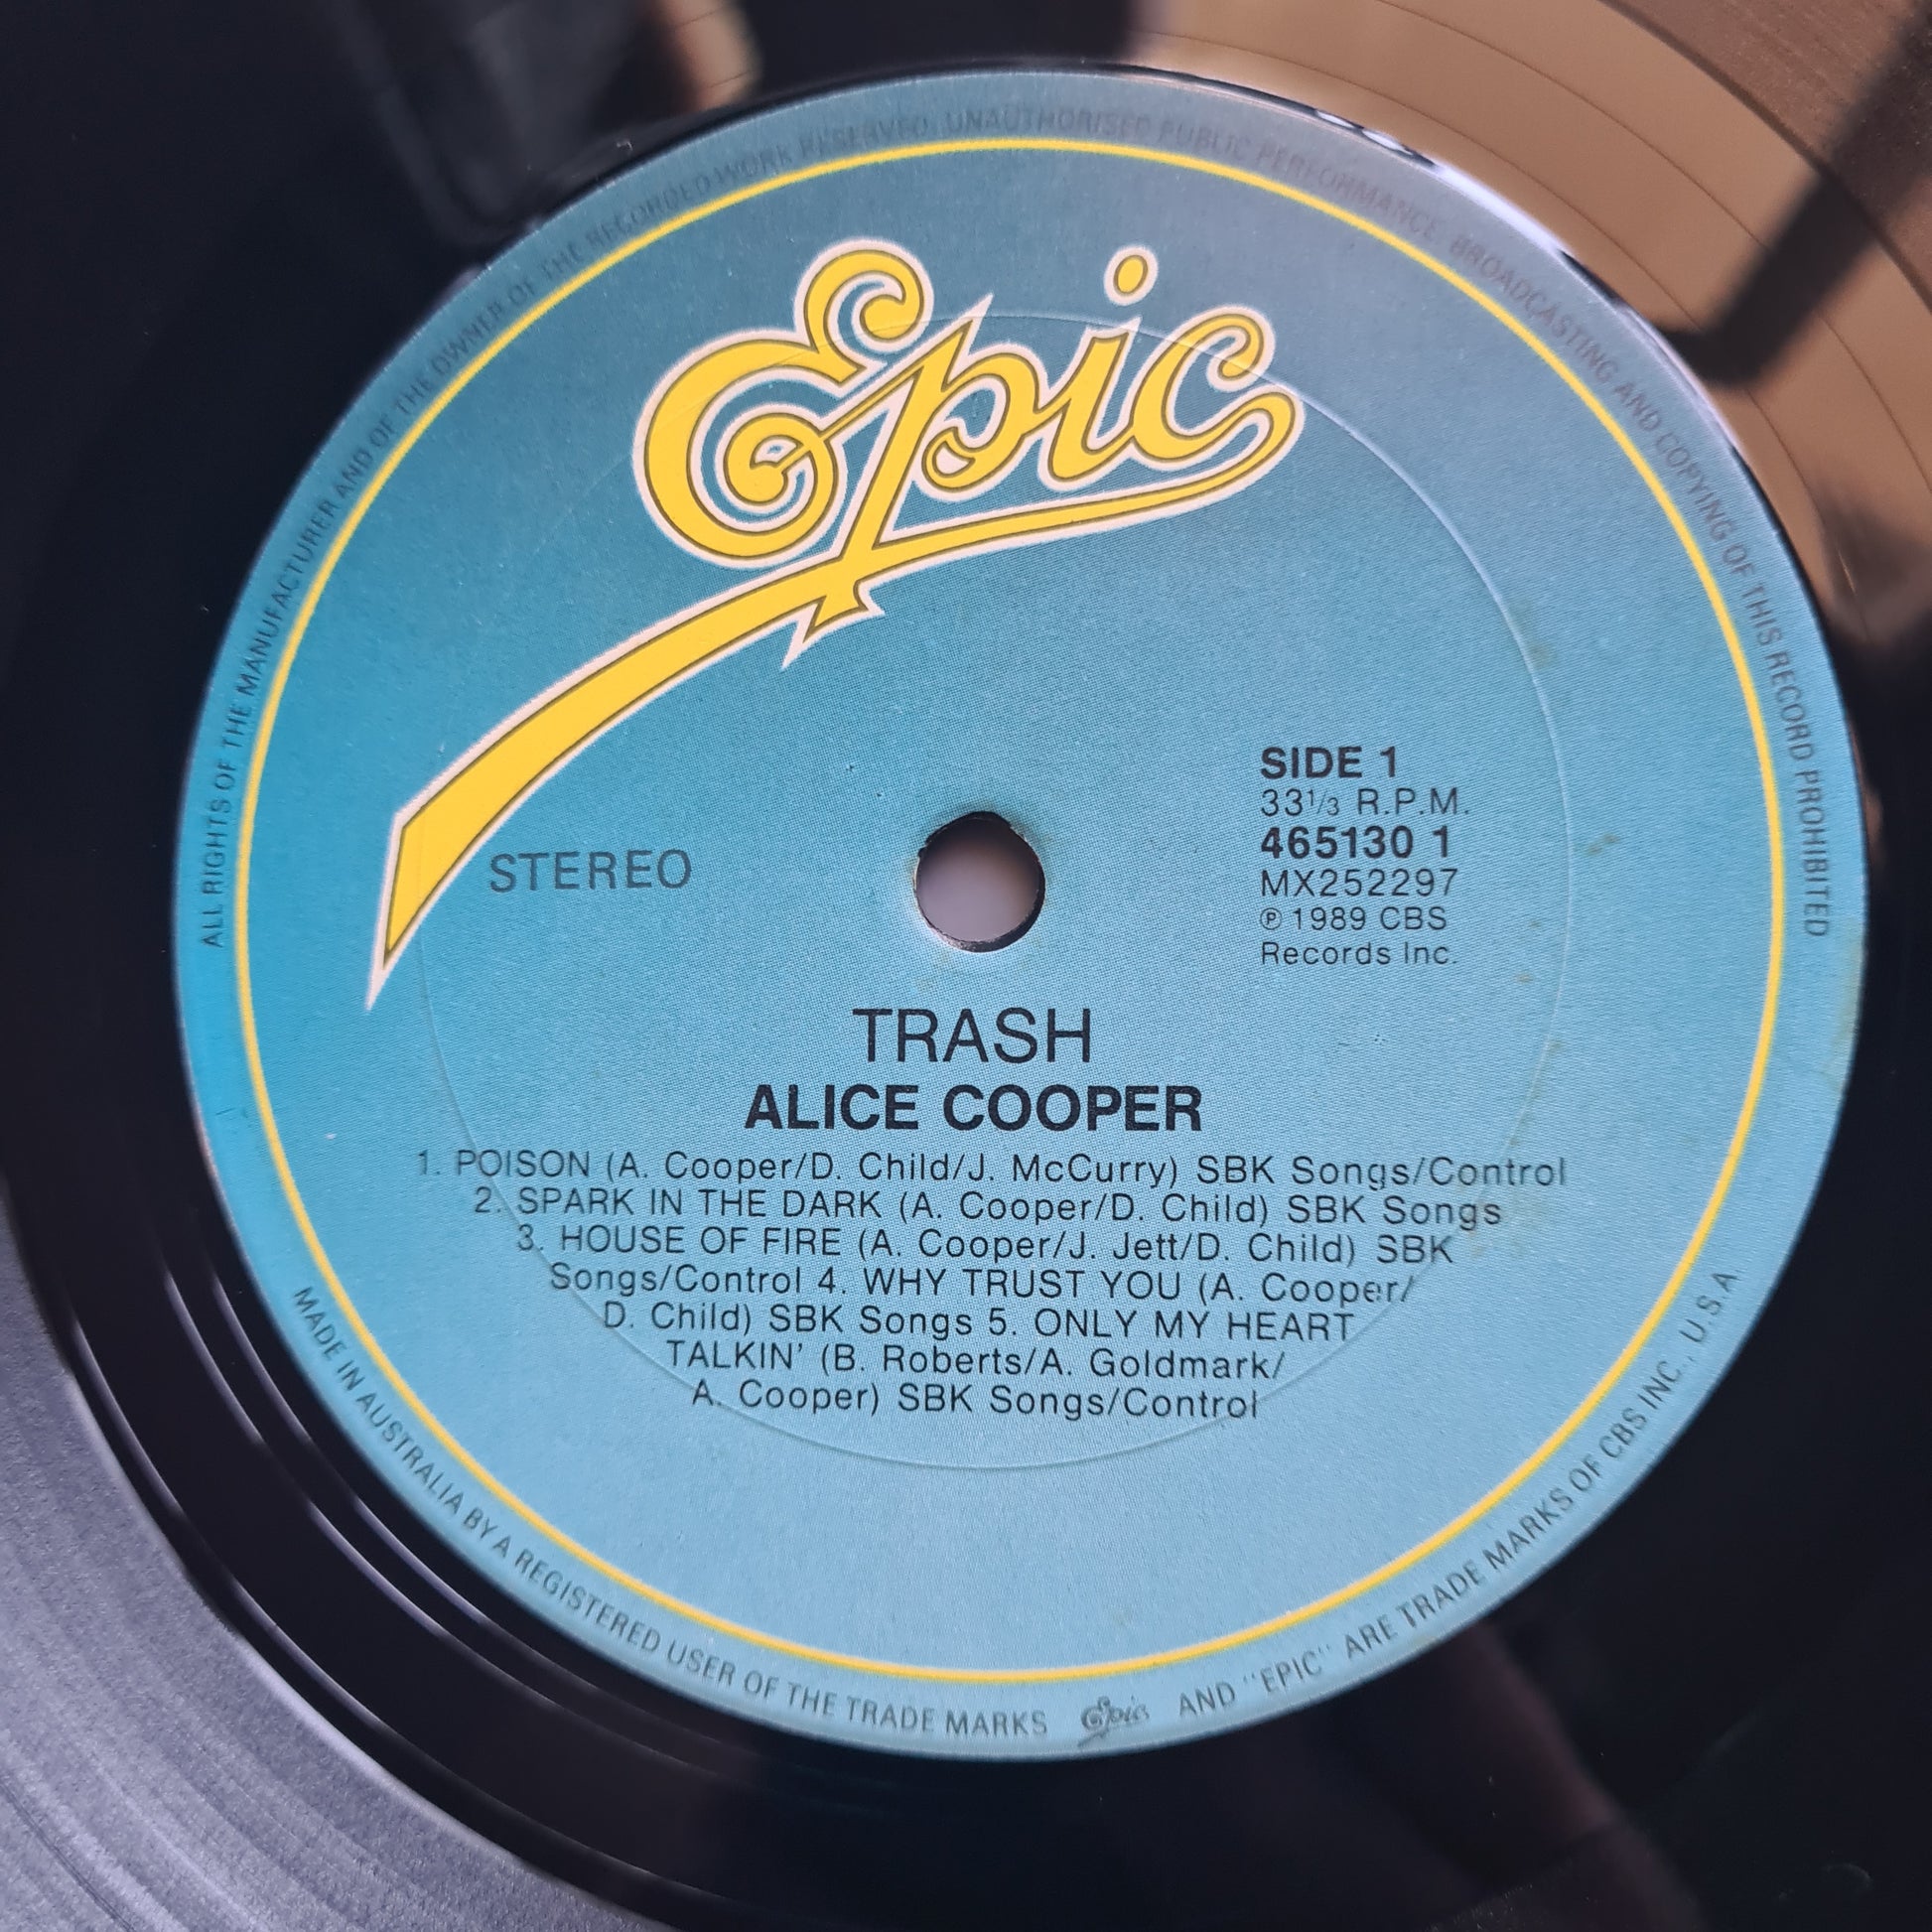 ALL RIGHTS OF THE MANUFACTURER AND OF THE OWNER OF THE RECORDED WORK RESERVED. UNAUTHORISED PUBLIC PERFORMANCE BROADCASTING AND COPYING OF THIS RECORD PROHIBITED
Epic
SIDE 1
33 1/3 R.P.M.
465130 1
MX252297
℗ 1989 CBS
Records Inc.
STEREO
TRASH
ALICE COOPER
1. POISON (A. Cooper/D. Child/J. McCurry) SBK Songs/Control
2. SPARK IN THE DARK (A. Cooper/D. Child) SBK Songs
3. HOUSE OF FIRE (A. Cooper/J. Jett/D. Child) SBK
Songs/Control 4. WHY TRUST YOU (A. Cooper/
D. Child) SBK Songs 5. ONLY MY HEART
TALKIN' (B. Roberts/A. Goldmark/
A. Cooper) SBK Songs/Control
MADE IN AUSTRALIA BY A REGISTERED USER OF THE TRADE MARKS Epic AND "EPIC" ARE TRADE MARKS OF CBS INC., U.S.A